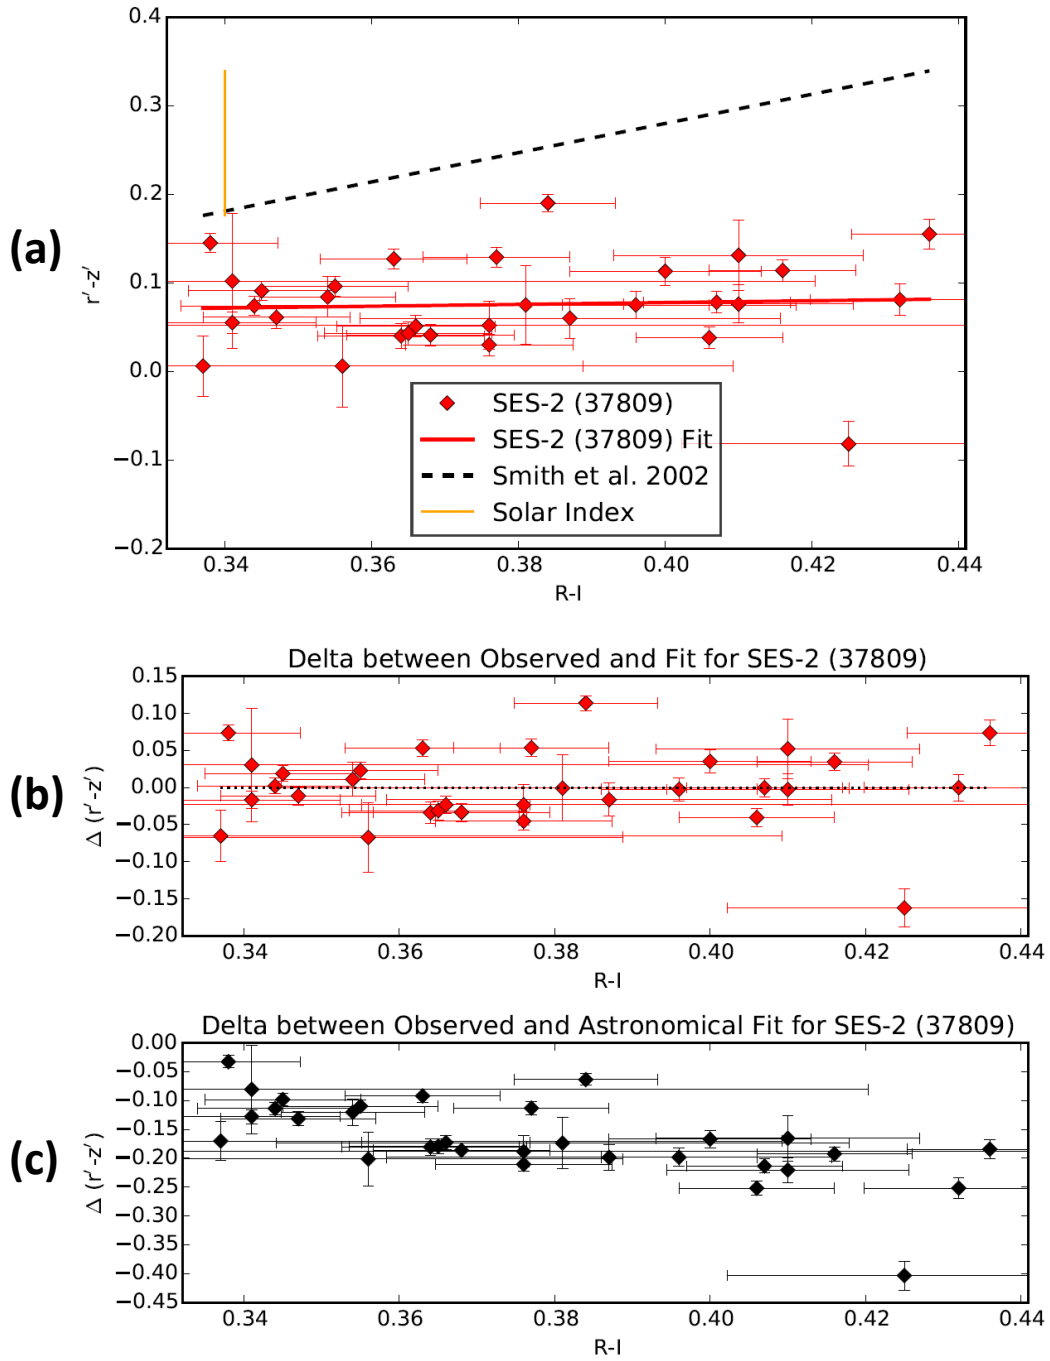 (a)
r′-z′
0.4
0.3
0.2
0.1
0.0
−0.1
−0.2
SES-2 (37809)
SES-2 (37809) Fit
Smith et al. 2002
Solar Index
0.34 0.36 0.38 0.40 0.42 0.44
R-I
Delta between Observed and Fit for SES-2 (37809)
(b)
Δ (r′-z′)
0.15
0.10
0.05
0.00
−0.05
−0.10
−0.15
−0.20
0.34 0.36 0.38 0.40 0.42 0.44
R-I
Delta between Observed and Astronomical Fit for SES-2 (37809)
(c)
Δ (r′-z′)
0.00
−0.05
−0.10
−0.15
−0.20
−0.25
−0.30
−0.35
−0.40
−0.45
0.34 0.36 0.38 0.40 0.42 0.44
R-I